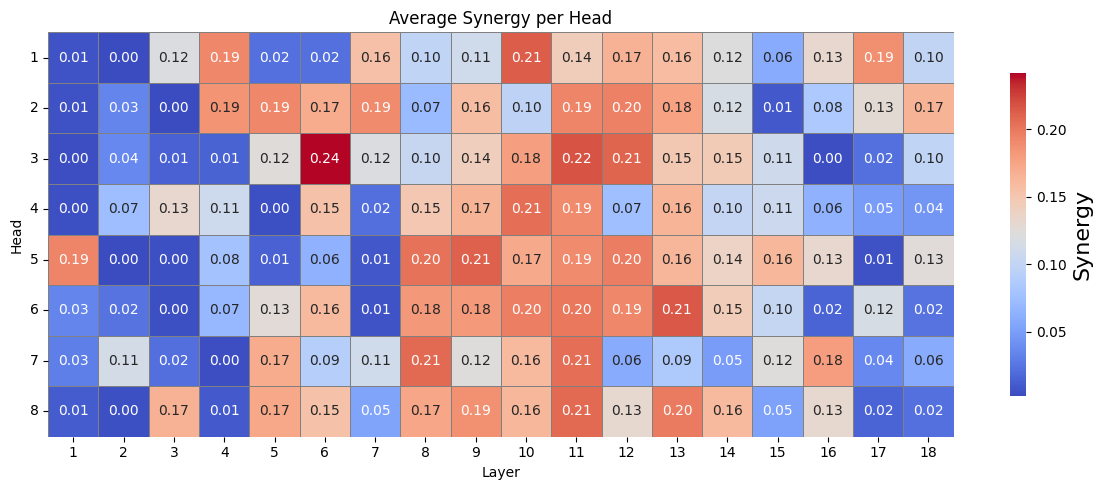 Average Synergy per Head
1 0.01 0.00 0.12 0.19 0.02 0.02 0.16 0.10 0.11 0.21 0.14 0.17 0.16 0.12 0.06 0.13 0.19 0.10
2 0.01 0.03 0.00 0.19 0.19 0.17 0.19 0.07 0.16 0.10 0.19 0.20 0.18 0.12 0.01 0.08 0.13 0.17
3 0.00 0.04 0.01 0.01 0.12 0.24 0.12 0.10 0.14 0.18 0.22 0.21 0.15 0.15 0.11 0.00 0.02 0.10
4 0.00 0.07 0.13 0.11 0.00 0.15 0.02 0.15 0.17 0.21 0.19 0.07 0.16 0.10 0.11 0.06 0.05 0.04
5 0.19 0.00 0.00 0.08 0.01 0.06 0.01 0.20 0.21 0.17 0.19 0.20 0.16 0.14 0.16 0.13 0.01 0.13
6 0.03 0.02 0.00 0.07 0.13 0.16 0.01 0.18 0.18 0.20 0.20 0.19 0.21 0.15 0.10 0.02 0.12 0.02
7 0.03 0.11 0.02 0.00 0.17 0.09 0.11 0.21 0.12 0.16 0.21 0.06 0.09 0.05 0.12 0.18 0.04 0.06
8 0.01 0.00 0.17 0.01 0.17 0.15 0.05 0.17 0.19 0.16 0.21 0.13 0.20 0.16 0.05 0.13 0.02 0.02
1 2 3 4 5 6 7 8 9 10 11 12 13 14 15 16 17 18
Layer
Head
0.20
0.15
0.10
0.05
Synergy